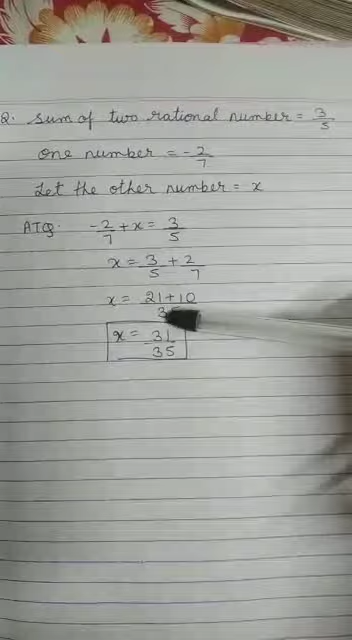 Q. Sum of two rational number = 3/5
One number = -2/7
Let the other number = x
ATQ. -2/7 + x = 3/5
x = 3/5 + 2/7
x = 21+10/35
x = 31/35